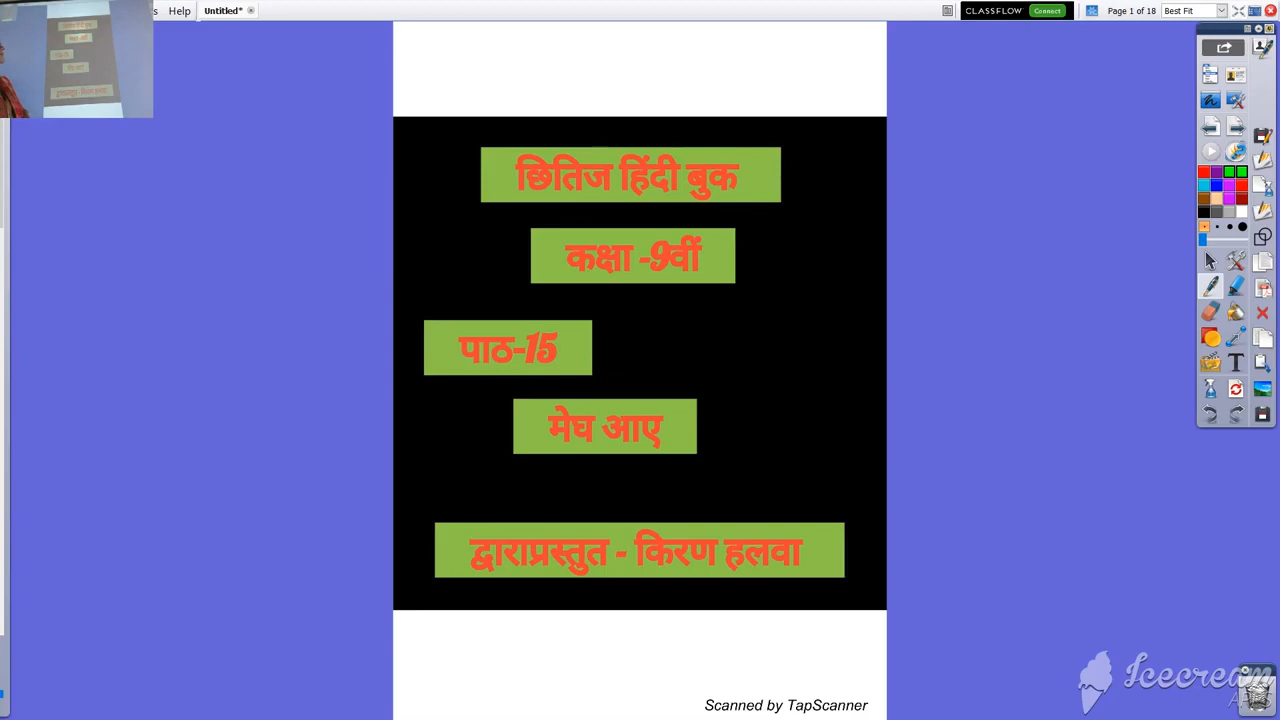 s Help Untitled* CLASSFLOW Connect Page 1 of 18 Best Fit
छितिज हिंदी बुक
कक्षा -9वीं
पाठ-15
मेघ आए
द्वाराप्रस्तुत - किरण हलवा
Scanned by TapScanner
Icecream
APPS